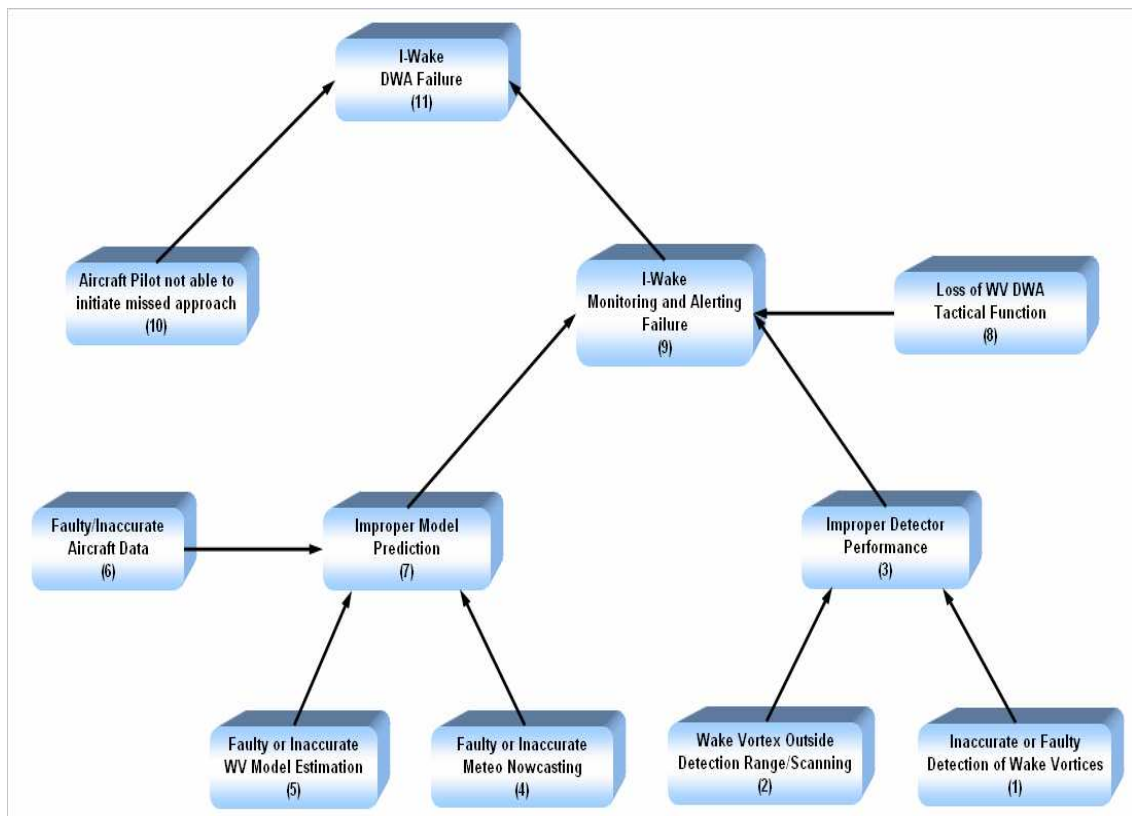 I-Wake
DWA Failure
(11)
Aircraft Pilot not able to
initiate missed approach
(10)
I-Wake
Monitoring and Alerting
Failure
(9)
Loss of WV DWA
Tactical Function
(8)
Faulty/Inaccurate
Aircraft Data
(6)
Improper Model
Prediction
(7)
Improper Detector
Performance
(3)
Faulty or Inaccurate
WV Model Estimation
(5)
Faulty or Inaccurate
Meteo Nowcasting
(4)
Wake Vortex Outside
Detection Range/Scanning
(2)
Inaccurate or Faulty
Detection of Wake Vortices
(1)